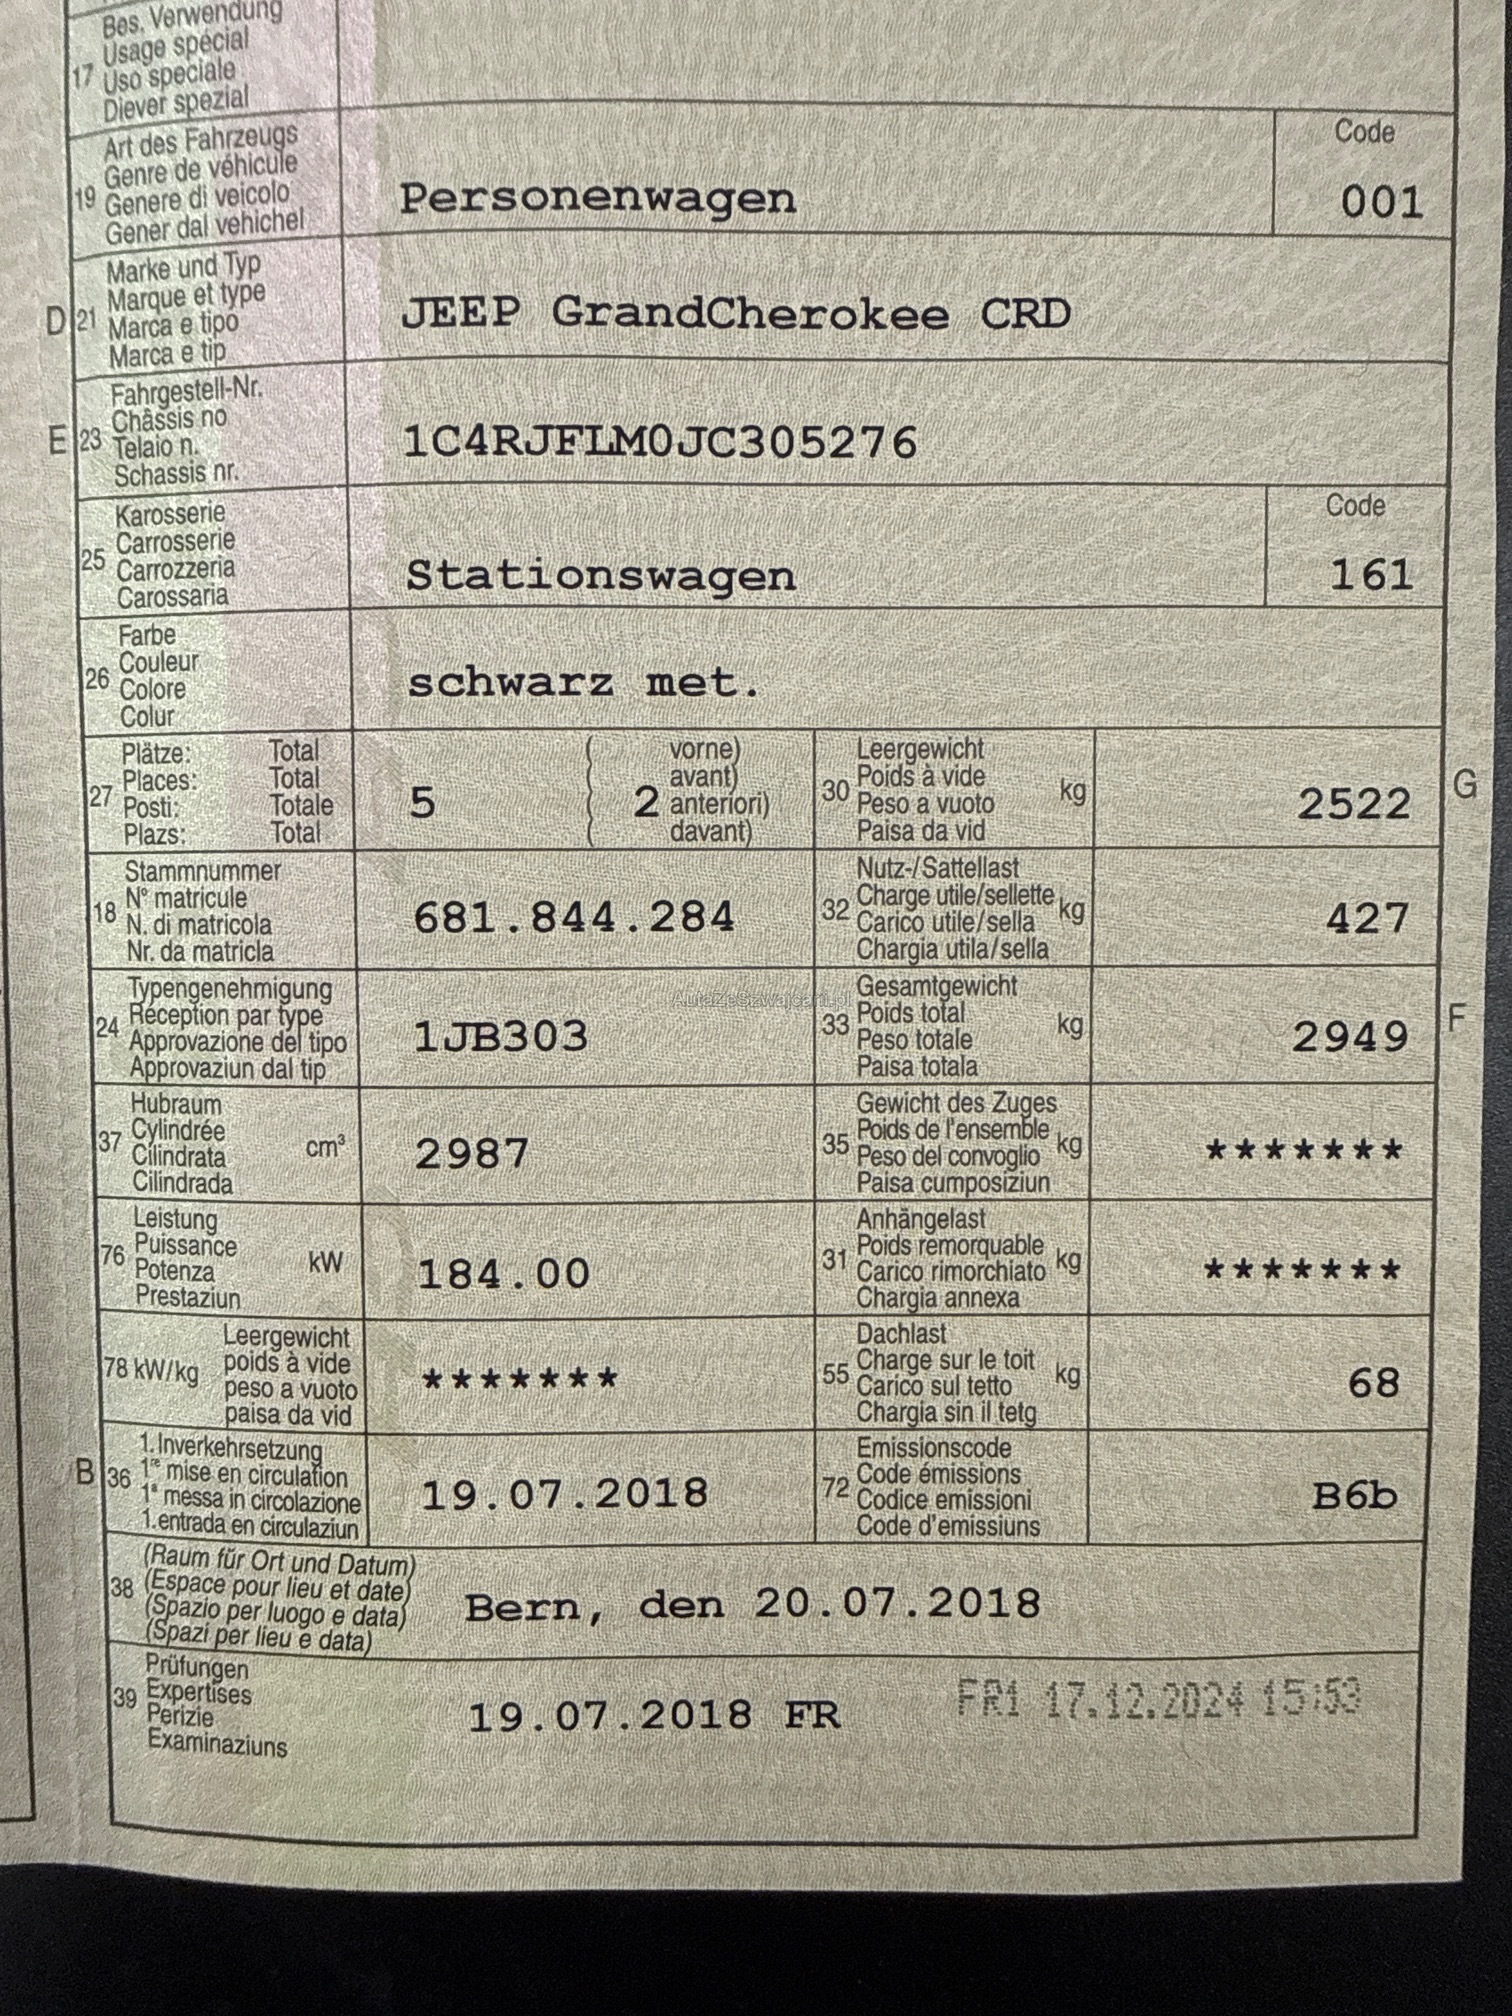 Bes. Verwendung
Usage spécial
17 Uso speciale
Diever spezial
Art des Fahrzeugs
Genre de véhicule
19 Genere di veicolo
Gener dal vehichel
Personenwagen
Code
001
Marke und Typ
Marque et type
D 21 Marca e tipo
Marca e tip
JEEP GrandCherokee CRD
Fahrgestell-Nr.
Châssis no
E 23 Telaio n.
Schassis nr.
1C4RJFLM0JC305276
Karosserie
Carrosserie
25 Carrozzeria
Carossaria
Stationswagen
Code
161
Farbe
Couleur
26 Colore
Colur
schwarz met.
Plätze: Total
Places: Total
27 Posti: Totale
Plazs: Total
5
( vorne)
( avant)
( 2 anteriori)
( davant)
Leergewicht
Poids à vide
30 Peso a vuoto kg
Paisa da vid
2522
G
Stammnummer
N° matricule
18 N. di matricola
Nr. da matricla
681.844.284
Nutz-/Sattellast
Charge utile/sellette
32 Carico utile/sella kg
Chargia utila/sella
427
Typengenehmigung
Réception par type
24 Approvazione del tipo
Approvaziun dal tip
1JB303
AutaZeSzwajcarii.pl
Gesamtgewicht
Poids total
33 Peso totale kg
Paisa totala
2949
F
Hubraum
Cylindrée
37 Cilindrata cm³
Cilindrada
2987
Gewicht des Zuges
Poids de l'ensemble
35 Peso del convoglio kg
Paisa cumposiziun
*******
Leistung
Puissance
76 Potenza kW
Prestaziun
184.00
Anhängelast
Poids remorquable
31 Carico rimorchiato kg
Chargia annexa
*******
Leergewicht
78 kW/kg poids à vide
peso a vuoto
paisa da vid
*******
Dachlast
Charge sur le toit
55 Carico sul tetto kg
Chargia sin il tetg
68
1. Inverkehrsetzung
B 36 1re mise en circulation
1a messa in circolazione
1. entrada en circulaziun
19.07.2018
Emissionscode
Code émissions
72 Codice emissioni
Code d'emissiuns
B6b
(Raum für Ort und Datum)
38 (Espace pour lieu et date)
(Spazio per luogo e data)
(Spazi per lieu e data)
Bern, den 20.07.2018
Prüfungen
39 Expertises
Perizie
Examinaziuns
19.07.2018 FR
FR1 17.12.2024 15:53